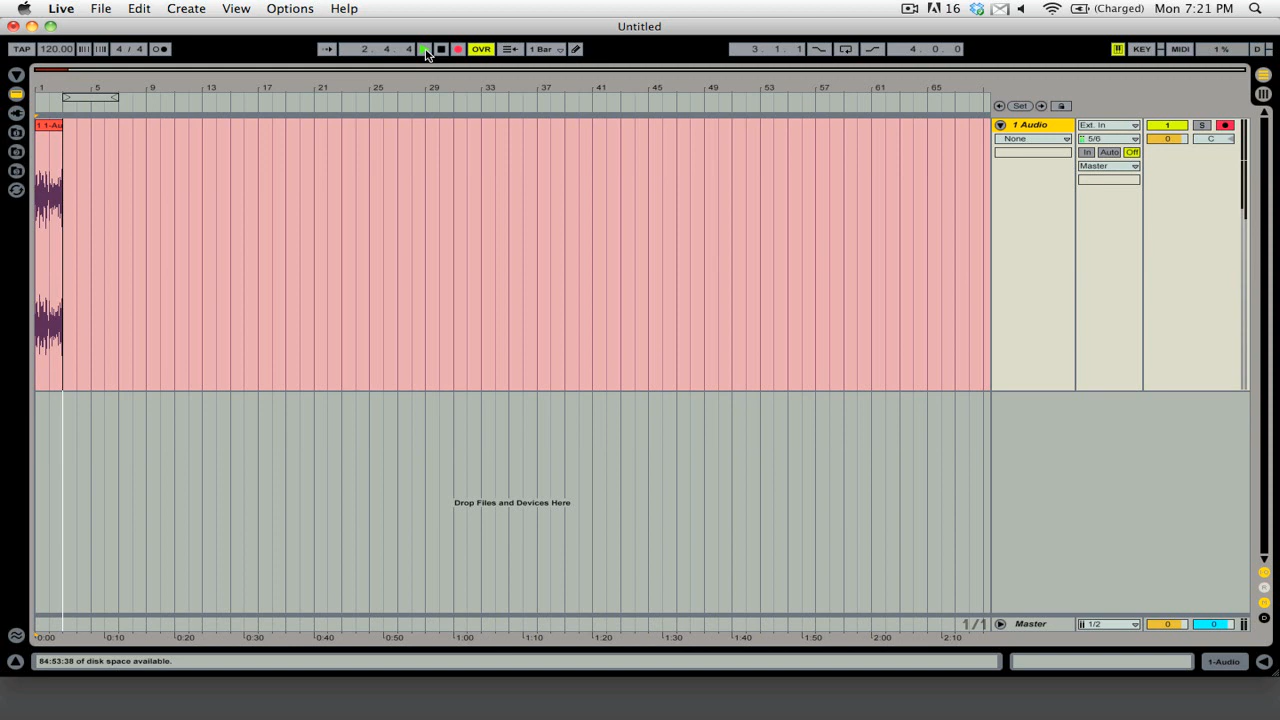 Live File Edit Create View Options Help 16 (Charged) Mon 7:21 PM
Untitled
TAP 120.00 4 / 4 2. 4. 4 OVR 1 Bar 3. 1. 1 4. 0. 0 KEY MIDI 1 % D
1 5 9 13 17 21 25 29 33 37 41 45 49 53 57 61 65
Set
1 1-Au 1 Audio Ext. In 1 S
None 5/6 0 C
In Auto Off
Master
Drop Files and Devices Here
1/1 Master 1/2 0 0
0:00 0:10 0:20 0:30 0:40 0:50 1:00 1:10 1:20 1:30 1:40 1:50 2:00 2:10
84:53:38 of disk space available. 1-Audio